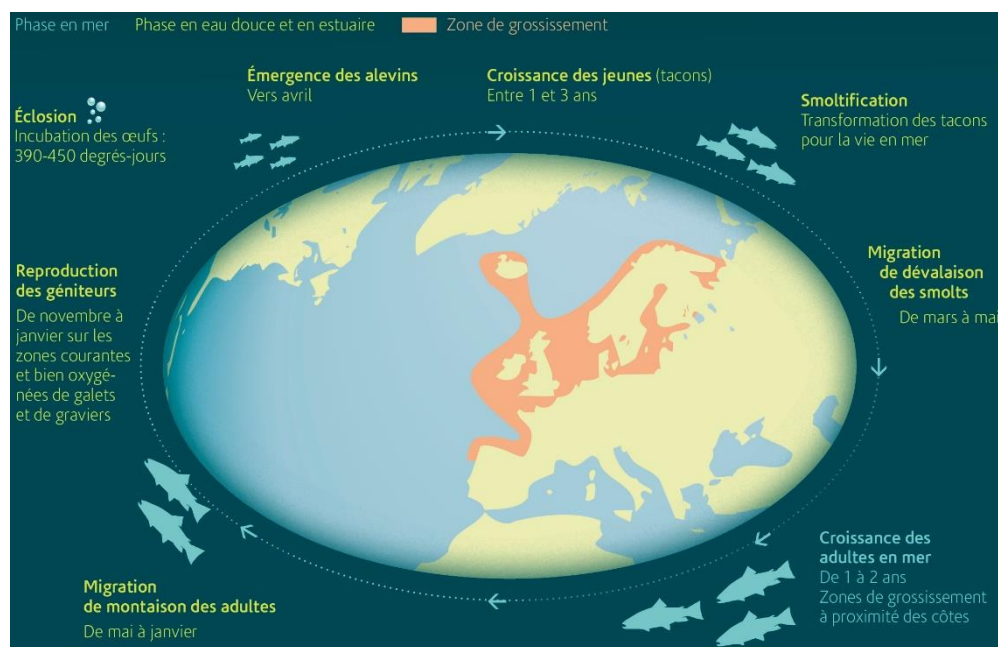 Phase en mer Phase en eau douce et en estuaire Zone de grossissement
Émergence des alevins
Vers avril
Croissance des jeunes (tacons)
Entre 1 et 3 ans
Smoltification
Transformation des tacons
pour la vie en mer
Éclosion
Incubation des œufs :
390-450 degrés-jours
Migration
de dévalaison
des smolts
De mars à mai
Reproduction
des géniteurs
De novembre à
janvier sur les
zones courantes
et bien oxygé-
nées de galets
et de graviers
Croissance des
adultes en mer
De 1 à 2 ans
Zones de grossissement
à proximité des côtes
Migration
de montaison des adultes
De mai à janvier